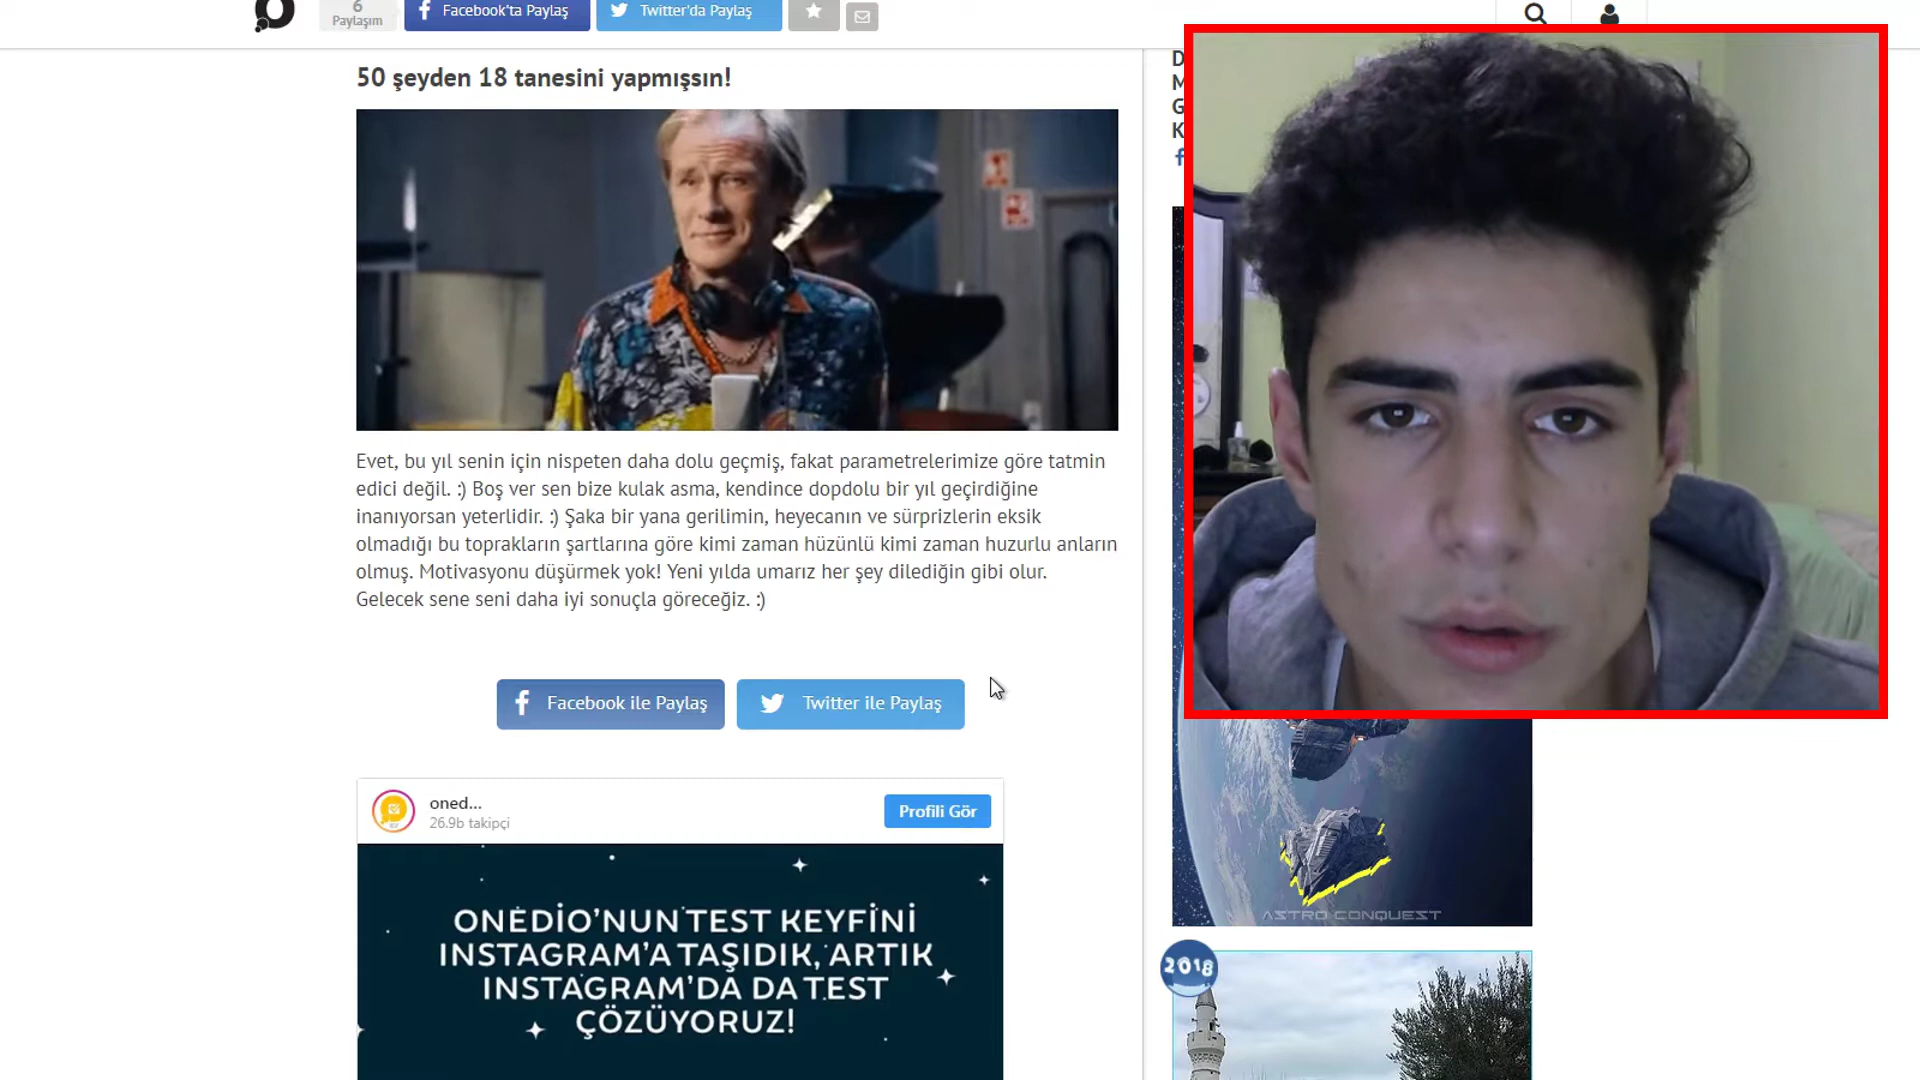 6
Paylaşım
Facebook'ta Paylaş
Twitter'da Paylaş
50 şeyden 18 tanesini yapmışsın!
Evet, bu yıl senin için nispeten daha dolu geçmiş, fakat parametrelerimize göre tatmin
edici değil. :) Boş ver sen bize kulak asma, kendince dopdolu bir yıl geçirdiğine
inanıyorsan yeterlidir. :) Şaka bir yana gerilimin, heyecanın ve sürprizlerin eksik
olmadığı bu toprakların şartlarına göre kimi zaman hüzünlü kimi zaman huzurlu anların
olmuş. Motivasyonu düşürmek yok! Yeni yılda umarız her şey dilediğin gibi olur.
Gelecek sene seni daha iyi sonuçla göreceğiz. :)
Facebook ile Paylaş
Twitter ile Paylaş
oned...
26.9b takipçi
Profili Gör
ONEDİO'NUN TEST KEYFİNİ
INSTAGRAM'A TAŞIDIK, ARTIK
INSTAGRAM'DA DA TEST
ÇÖZÜYORUZ!
D
M
G
K
ASTRO CONQUEST
2018